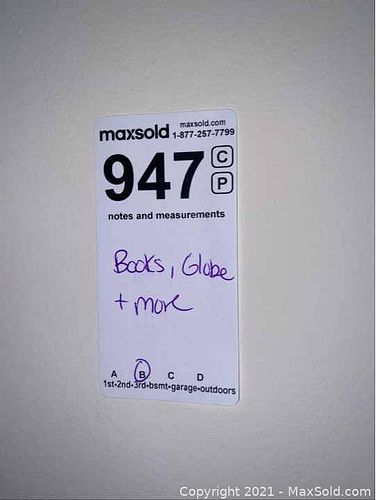 maxsold maxsold.com
1-877-257-7799
947 C
P
notes and measurements
Books, Globe
+ more
A B C D
1st-2nd-3rd-bsmt-garage-outdoors
Copyright 2021 - MaxSold.com